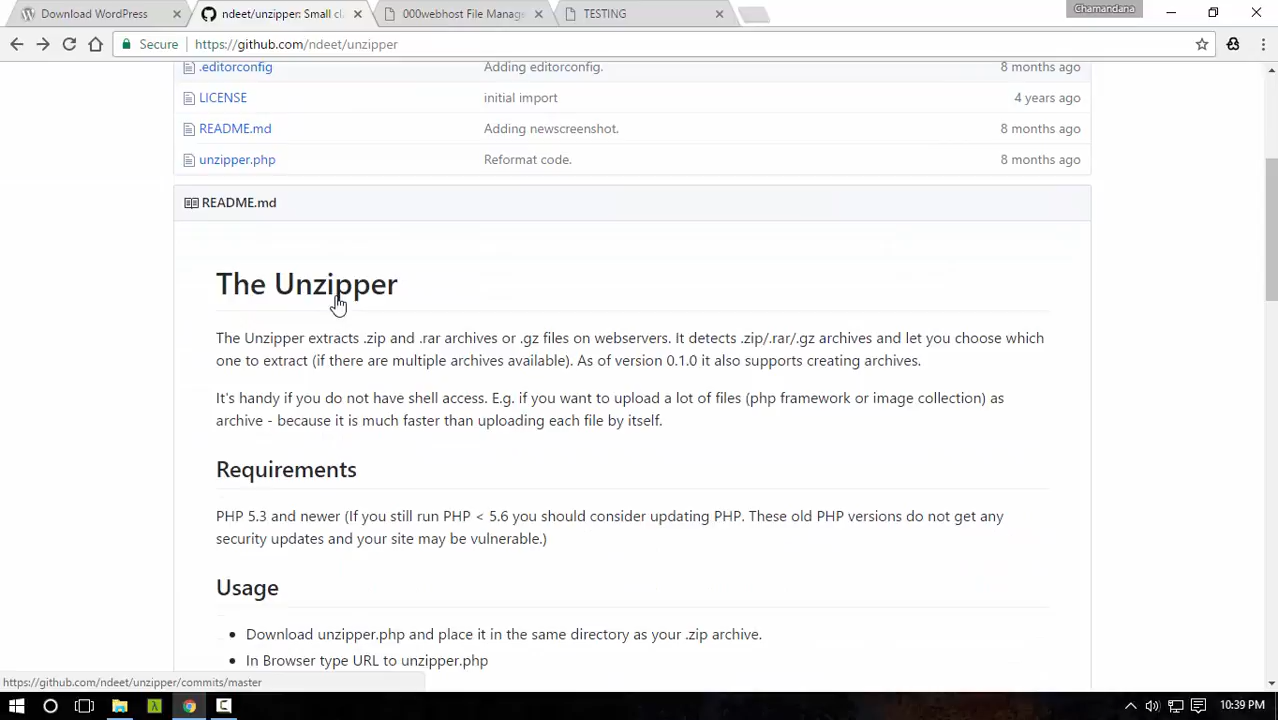 Download WordPress
ndeet/unzipper: Small cl
000webhost File Manag
TESTING
Chamandana
Secure
https://github.com/ndeet/unzipper
.editorconfig
Adding editorconfig.
8 months ago
LICENSE
initial import
4 years ago
README.md
Adding newscreenshot.
8 months ago
unzipper.php
Reformat code.
8 months ago
README.md
The Unzipper
The Unzipper extracts .zip and .rar archives or .gz files on webservers. It detects .zip/.rar/.gz archives and let you choose which
one to extract (if there are multiple archives available). As of version 0.1.0 it also supports creating archives.
It's handy if you do not have shell access. E.g. if you want to upload a lot of files (php framework or image collection) as
archive - because it is much faster than uploading each file by itself.
Requirements
PHP 5.3 and newer (If you still run PHP < 5.6 you should consider updating PHP. These old PHP versions do not get any
security updates and your site may be vulnerable.)
Usage
Download unzipper.php and place it in the same directory as your .zip archive.
In Browser type URL to unzipper.php
https://github.com/ndeet/unzipper/commits/master
10:39 PM